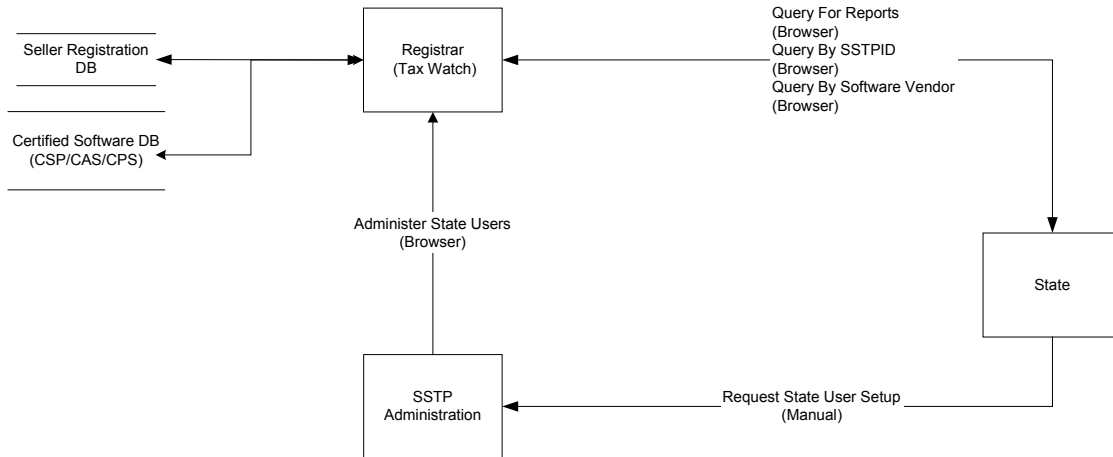 Seller Registration
DB
Certified Software DB
(CSP/CAS/CPS)
Registrar
(Tax Watch)
Query For Reports
(Browser)
Query By SSTPID
(Browser)
Query By Software Vendor
(Browser)
Administer State Users
(Browser)
State
SSTP
Administration
Request State User Setup
(Manual)